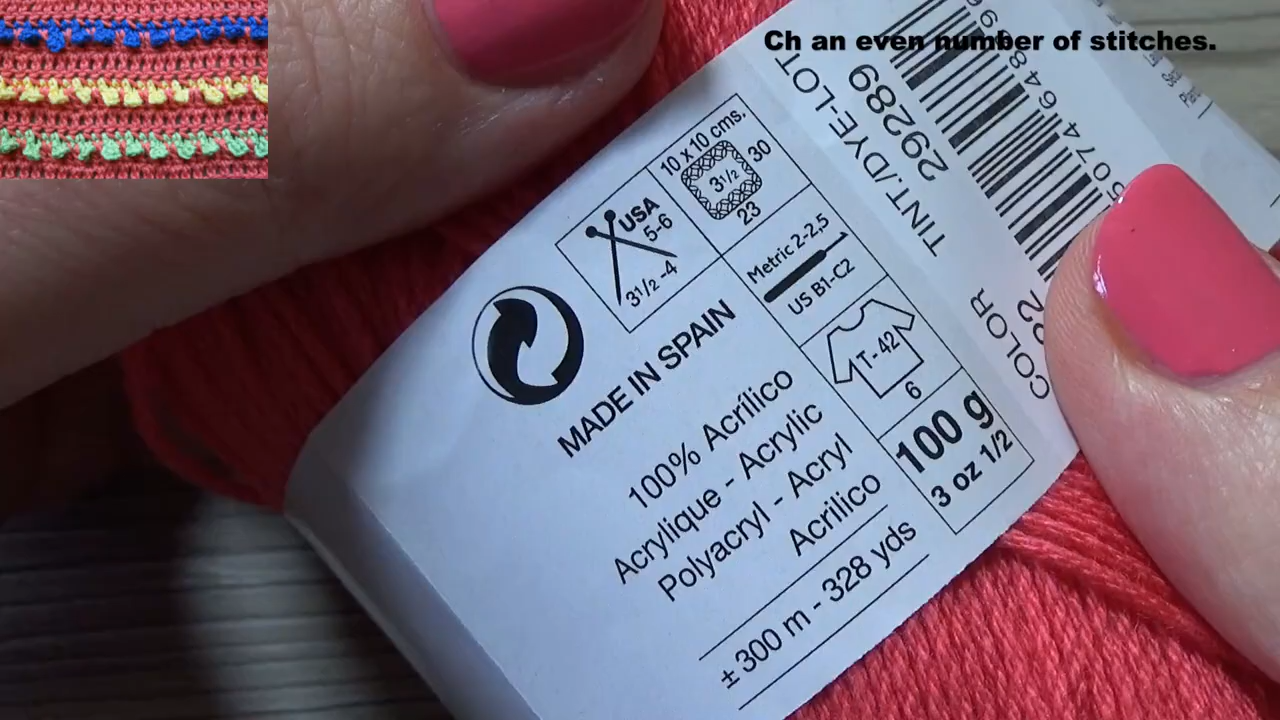 Ch an even number of stitches.
TINT./DYE-LOT
29289
COLOR
10 x 10 cms.
3 1/2
30
23
USA
5-6
3 1/2 -4
Metric 2-2,5
US B1-C2
T-42
6
100 g
3 oz 1/2
MADE IN SPAIN
100% Acrílico
Acrylique - Acrylic
Polyacryl - Acryl
Acrilico
± 300 m - 328 yds